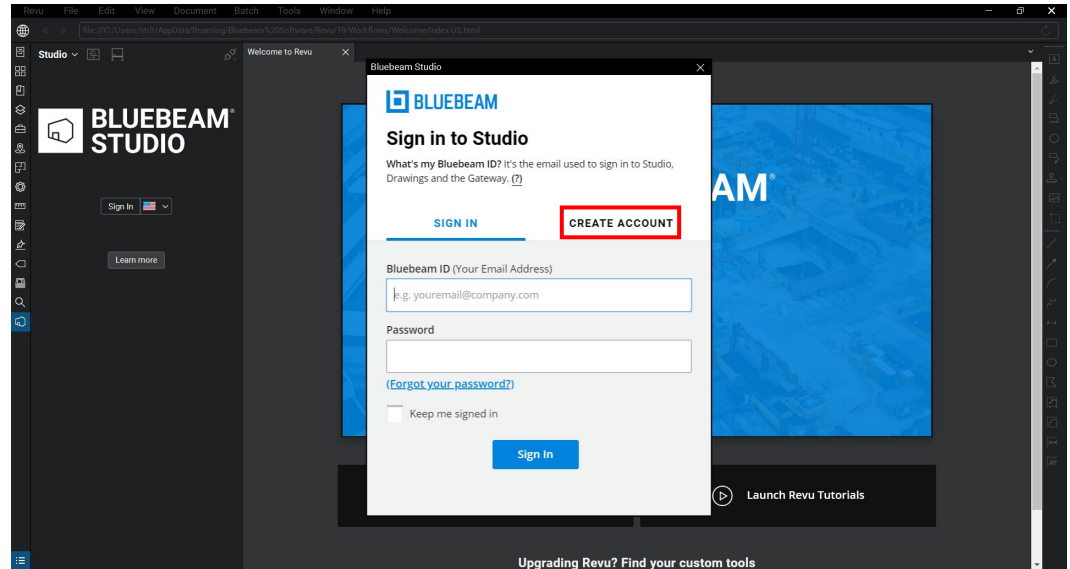 Revu File Edit View Document Batch Tools Window Help
file:///C:/Users/strit/AppData/Roaming/Bluebeam%20Software/Revu/19/Workflows/Welcome/Index-US.html
Studio
Welcome to Revu
BLUEBEAM®
STUDIO
Sign In
Learn more
Bluebeam Studio
BLUEBEAM
Sign in to Studio
What's my Bluebeam ID? It's the email used to sign in to Studio,
Drawings and the Gateway. (?)
SIGN IN
CREATE ACCOUNT
Bluebeam ID (Your Email Address)
e.g. youremail@company.com
Password
(Forgot your password?)
Keep me signed in
Sign In
AM®
Launch Revu Tutorials
Upgrading Revu? Find your custom tools